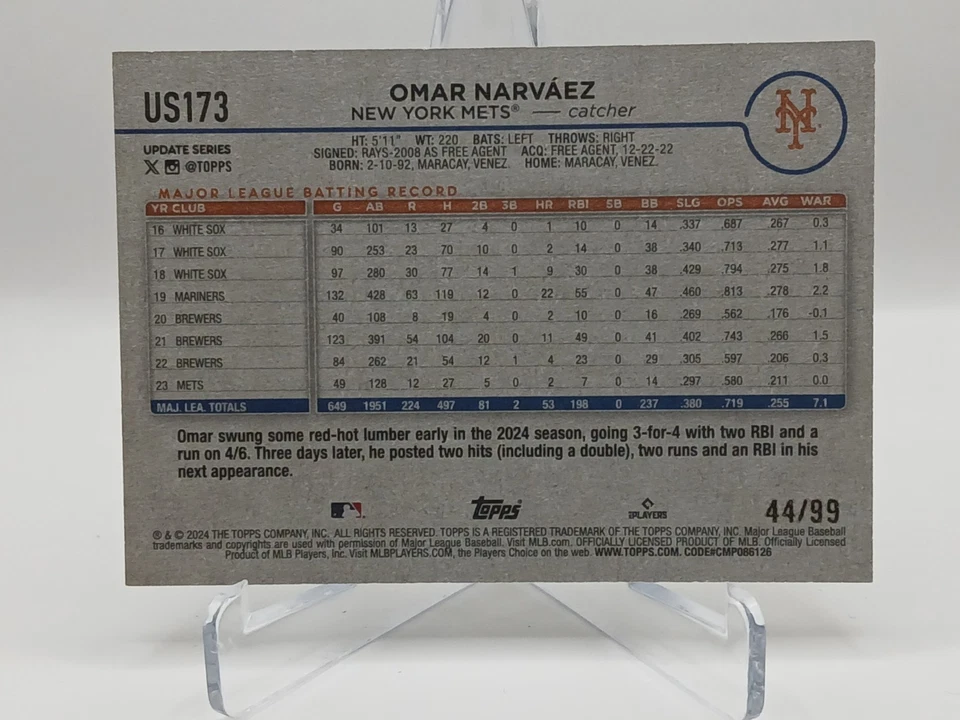 US173
OMAR NARVÁEZ
NEW YORK METS® — catcher
NY
UPDATE SERIES
X @TOPPS
HT: 5'11" WT: 220 BATS: LEFT THROWS: RIGHT
SIGNED: RAYS-2008 AS FREE AGENT ACQ: FREE AGENT, 12-22-22
BORN: 2-10-92, MARACAY, VENEZ. HOME: MARACAY, VENEZ.
MAJOR LEAGUE BATTING RECORD
YR CLUB G AB R H 2B 3B HR RBI SB BB SLG OPS AVG WAR
16 WHITE SOX 34 101 13 27 4 0 1 10 0 14 .337 .687 .267 0.3
17 WHITE SOX 90 253 23 70 10 0 2 14 0 38 .340 .713 .277 1.1
18 WHITE SOX 97 280 30 77 14 1 9 30 0 38 .429 .794 .275 1.8
19 MARINERS 132 428 63 119 12 0 22 55 0 47 .460 .813 .278 2.2
20 BREWERS 40 108 8 19 4 0 2 10 0 16 .269 .562 .176 -0.1
21 BREWERS 123 391 54 104 20 0 11 49 0 41 .402 .743 .266 1.5
22 BREWERS 84 262 21 54 12 1 4 23 0 29 .305 .597 .206 0.3
23 METS 49 128 12 27 5 0 2 7 0 14 .297 .580 .211 0.0
MAJ. LEA. TOTALS 649 1951 224 497 81 2 53 198 0 237 .380 .719 .255 7.1
Omar swung some red-hot lumber early in the 2024 season, going 3-for-4 with two RBI and a
run on 4/6. Three days later, he posted two hits (including a double), two runs and an RBI in his
next appearance.
Topps
PLAYERS
44/99
® & © 2024 THE TOPPS COMPANY, INC. ALL RIGHTS RESERVED. TOPPS IS A REGISTERED TRADEMARK OF THE TOPPS COMPANY, INC. Major League Baseball
trademarks and copyrights are used with permission of Major League Baseball. Visit MLB.com. OFFICIALLY LICENSED PRODUCT OF MLB. Officially Licensed
Product of MLB Players, Inc. Visit MLBPLAYERS.COM, the Players Choice on the web. WWW.TOPPS.COM. CODE#CMP086126